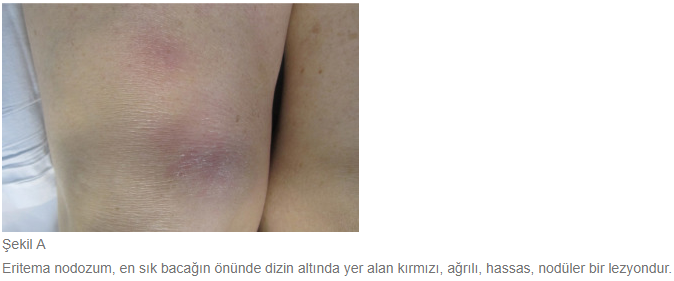 Şekil A
Eritema nodozum, en sık bacağın önünde dizin altında yer alan kırmızı, ağrılı, hassas, nodüler bir lezyondur.